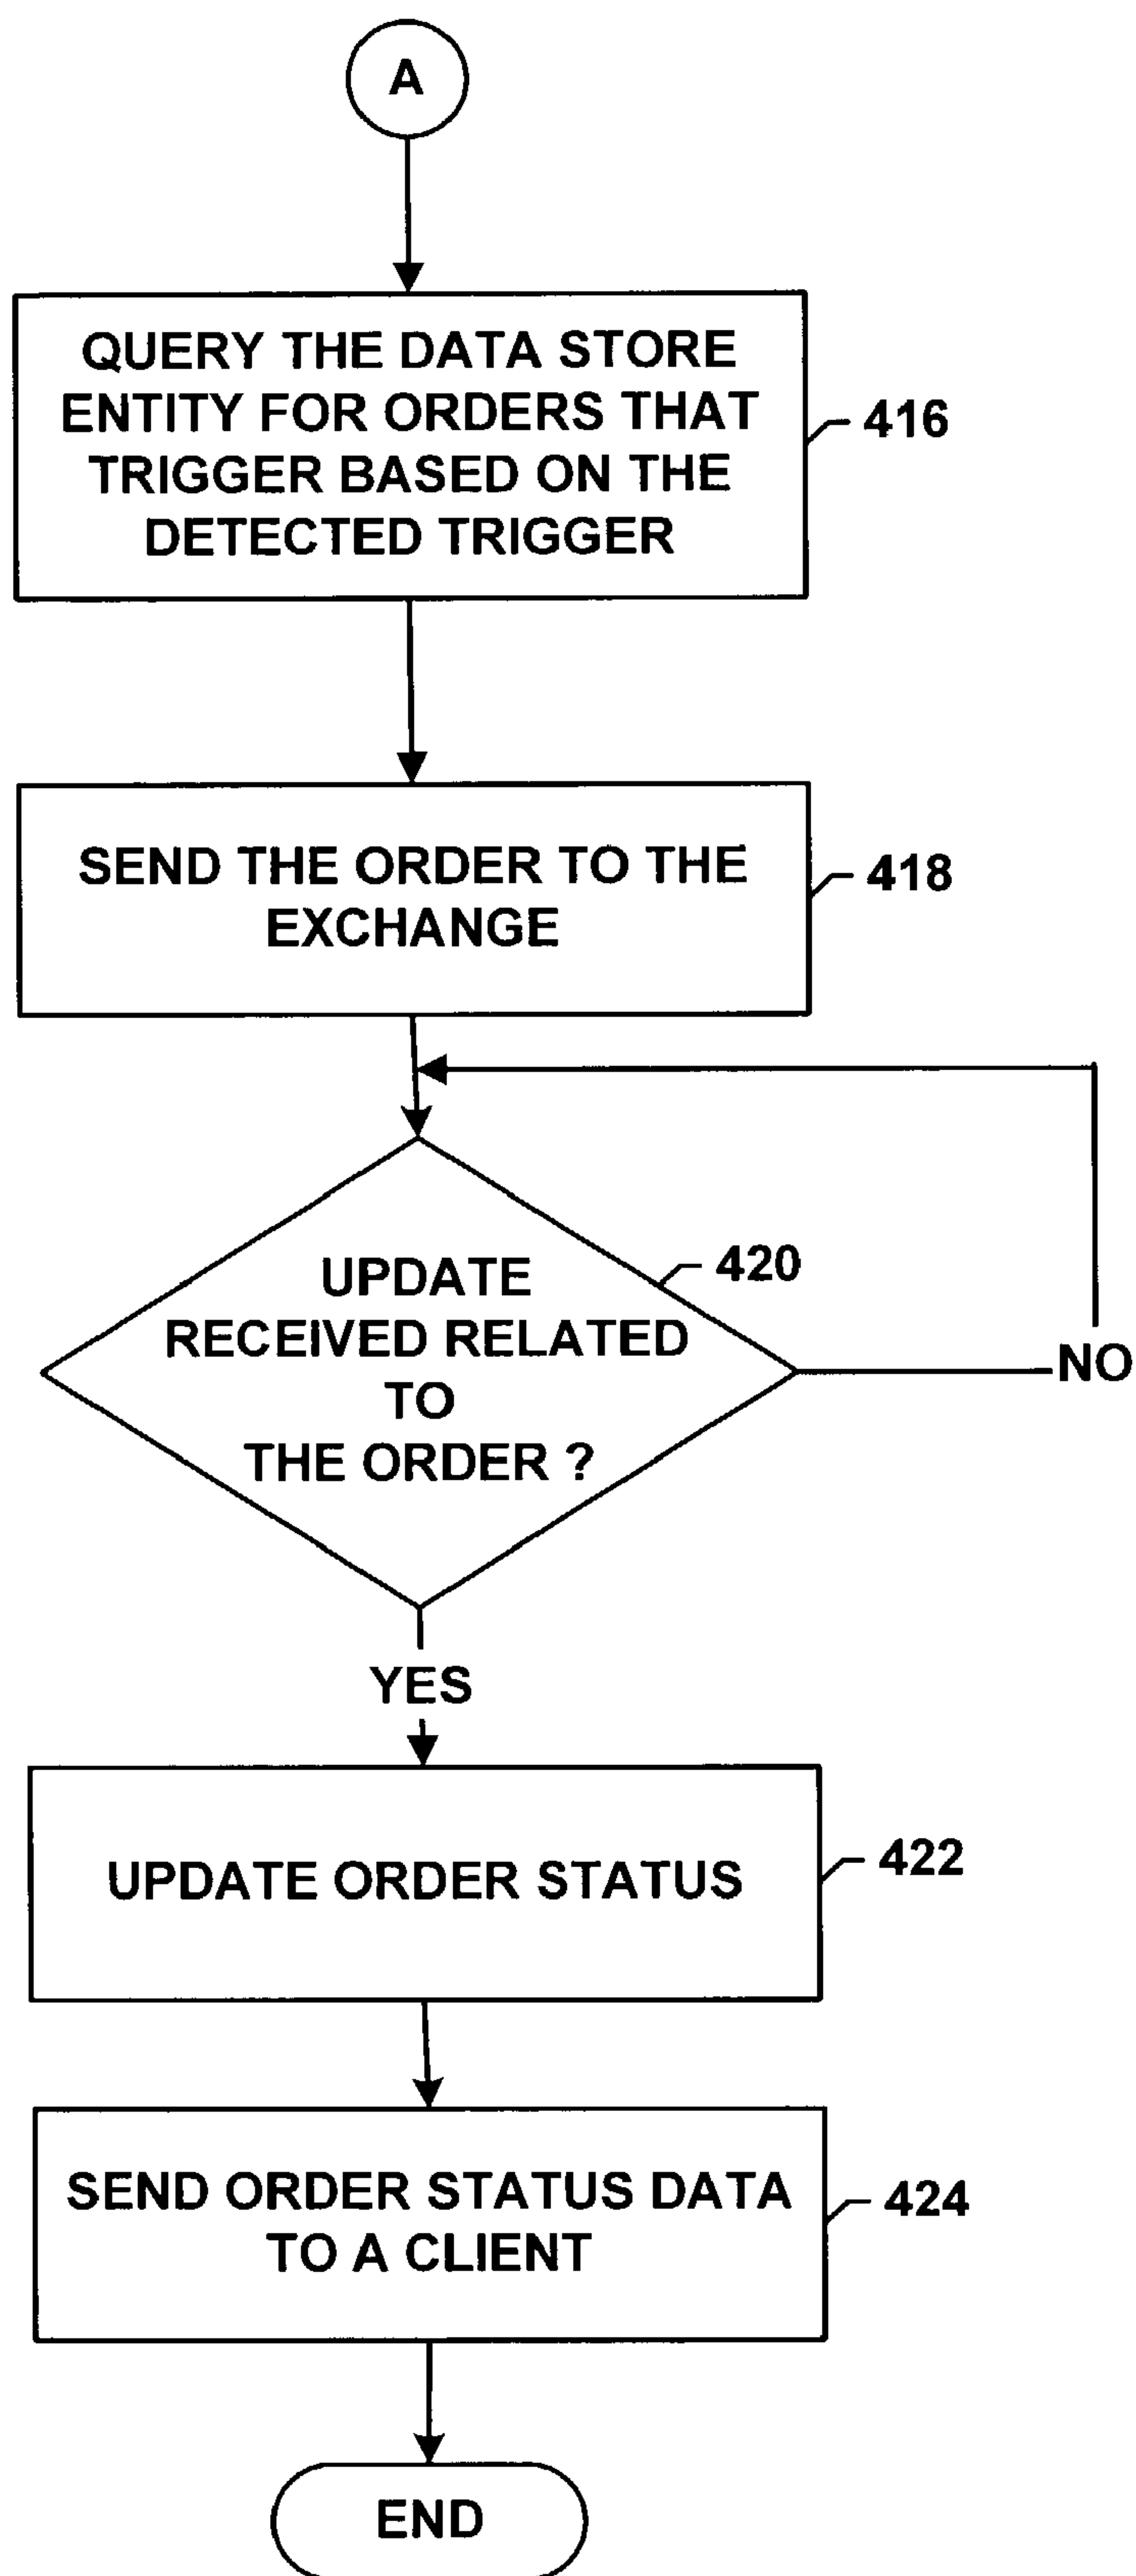 A
QUERY THE DATA STORE
ENTITY FOR ORDERS THAT
TRIGGER BASED ON THE
DETECTED TRIGGER
416
SEND THE ORDER TO THE
EXCHANGE
418
UPDATE
RECEIVED RELATED
TO
THE ORDER ?
420
NO
YES
UPDATE ORDER STATUS
422
SEND ORDER STATUS DATA
TO A CLIENT
424
END